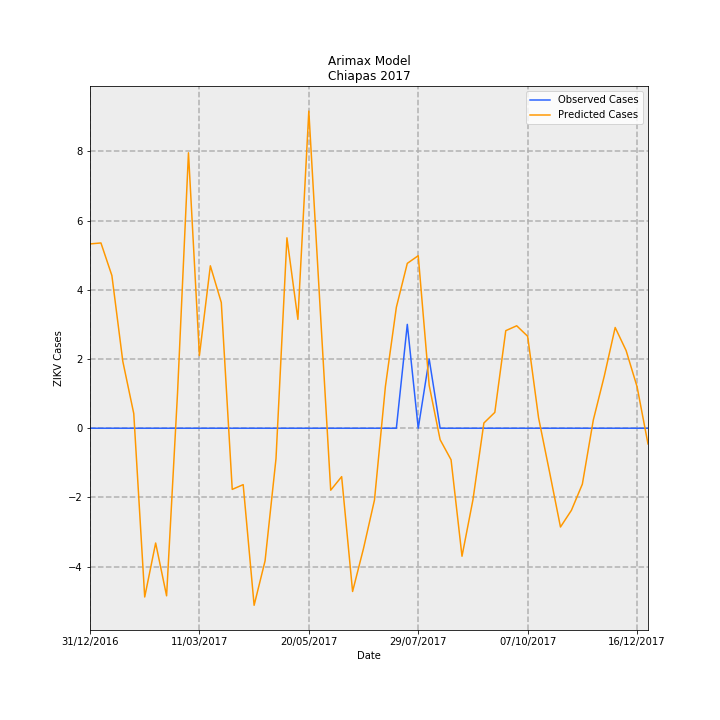 Arimax Model
Chiapas 2017
Observed Cases
Predicted Cases
ZIKV Cases
8
6
4
2
0
−2
−4
31/12/2016
11/03/2017
20/05/2017
29/07/2017
07/10/2017
16/12/2017
Date